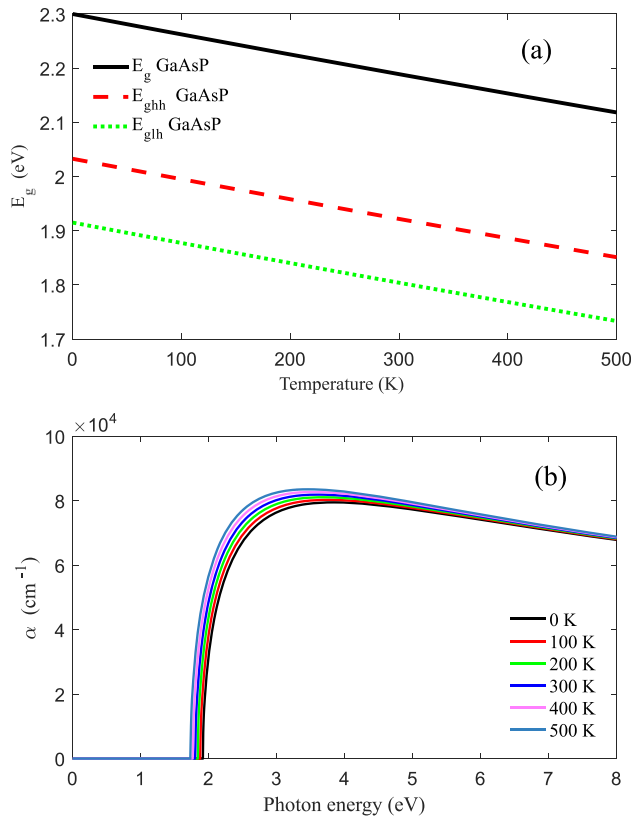 2.3
(a)
2.2
E_g GaAsP
E_ghh GaAsP
2.1
E_glh GaAsP
E_g (eV)
2
1.9
1.8
1.7
0 100 200 300 400 500
Temperature (K)
×10^4
10
(b)
8
6
α (cm^-1)
4
0 K
100 K
200 K
2
300 K
400 K
500 K
0
0 1 2 3 4 5 6 7 8
Photon energy (eV)